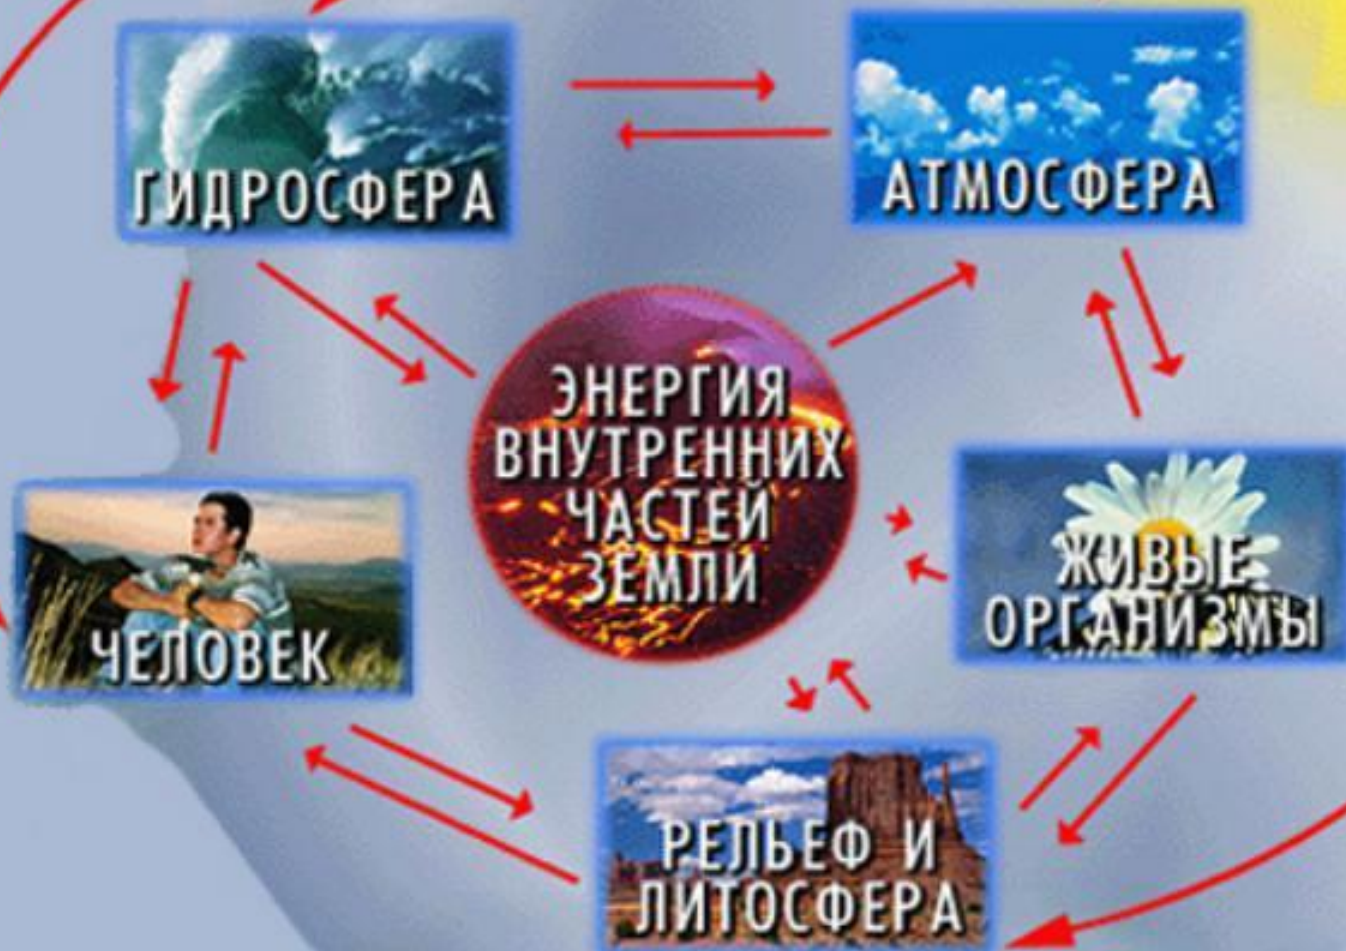 ГИДРОСФЕРА
АТМОСФЕРА
ЭНЕРГИЯ
ВНУТРЕННИХ
ЧАСТЕЙ
ЗЕМЛИ
ЖИВЫЕ
ОРГАНИЗМЫ
ЧЕЛОВЕК
РЕЛЬЕФ И
ЛИТОСФЕРА